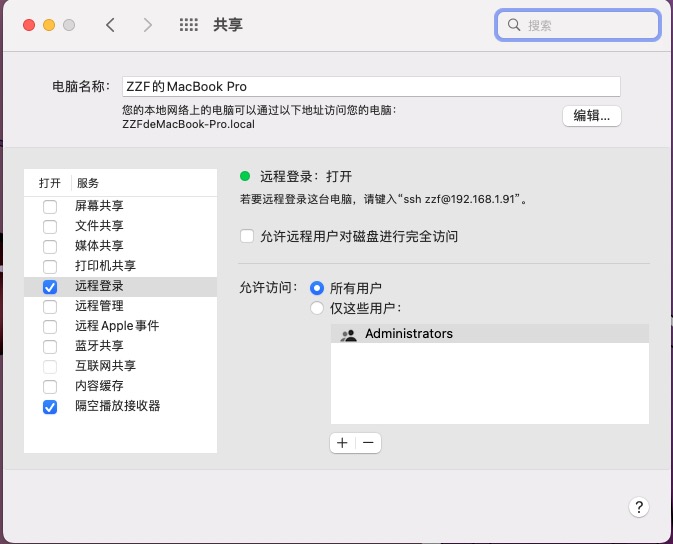 共享
搜索
电脑名称： ZZF的MacBook Pro
您的本地网络上的电脑可以通过以下地址访问您的电脑：
ZZFdeMacBook-Pro.local
编辑...
打开 服务
屏幕共享
文件共享
媒体共享
打印机共享
远程登录
远程管理
远程Apple事件
蓝牙共享
互联网共享
内容缓存
隔空播放接收器
远程登录：打开
若要远程登录这台电脑，请键入“ssh zzf@192.168.1.91”。
允许远程用户对磁盘进行完全访问
允许访问： 所有用户
仅这些用户：
Administrators
+ −
?